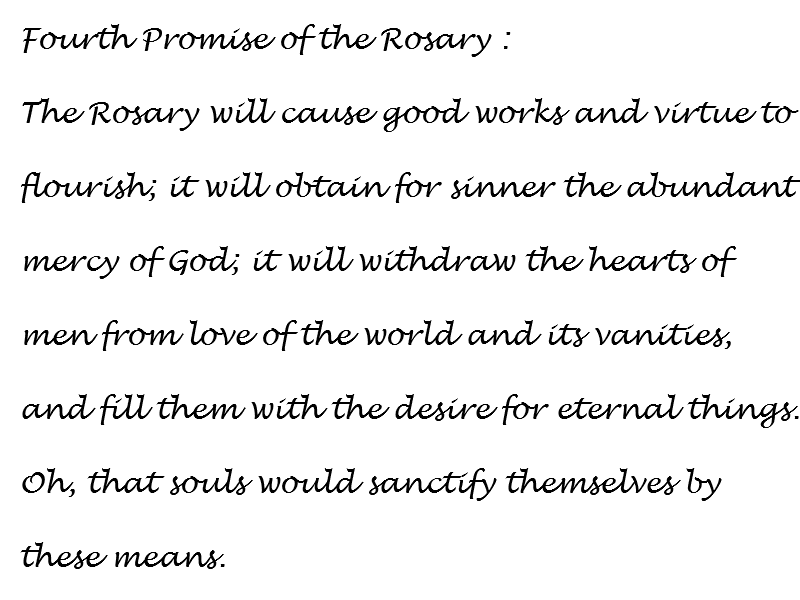 Fourth Promise of the Rosary :
The Rosary will cause good works and virtue to
flourish; it will obtain for sinner the abundant
mercy of God; it will withdraw the hearts of
men from love of the world and its vanities,
and fill them with the desire for eternal things.
Oh, that souls would sanctify themselves by
these means.